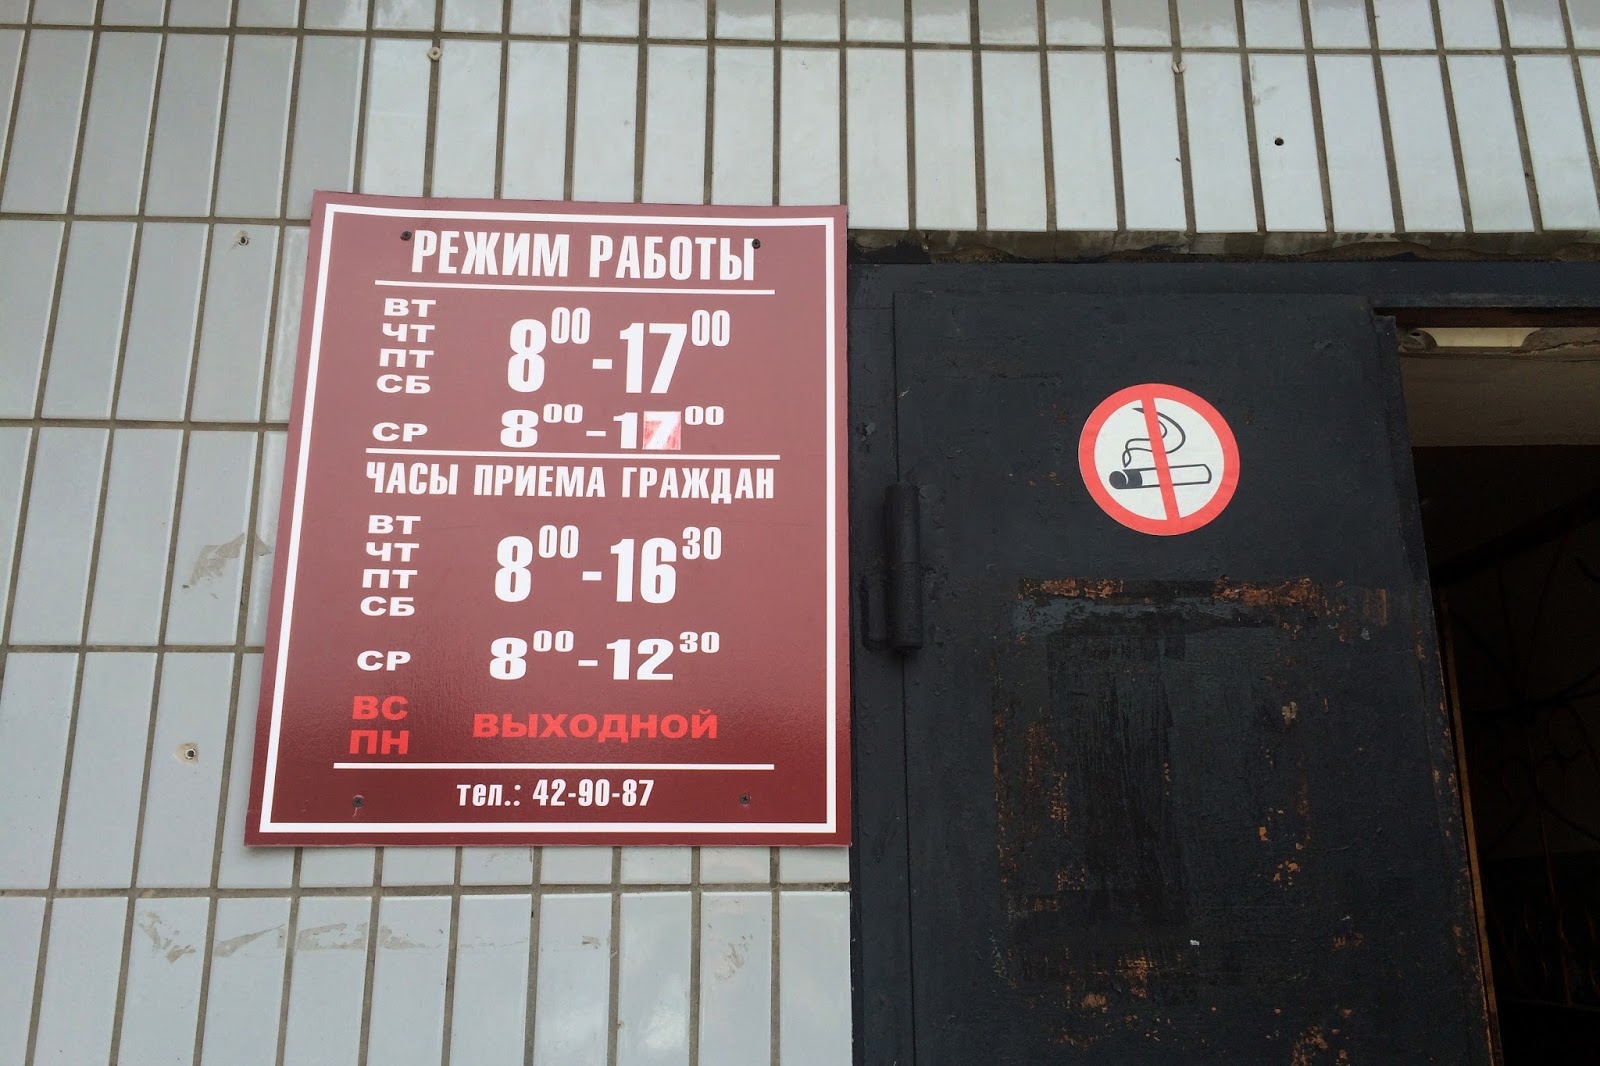 РЕЖИМ РАБОТЫ
ВТ
ЧТ
ПТ
СБ
8⁰⁰-17⁰⁰
СР 8⁰⁰-17⁰⁰
ЧАСЫ ПРИЕМА ГРАЖДАН
ВТ
ЧТ
ПТ
СБ
8⁰⁰-16³⁰
СР 8⁰⁰-12³⁰
ВС
ПН
ВЫХОДНОЙ
тел.: 42-90-87